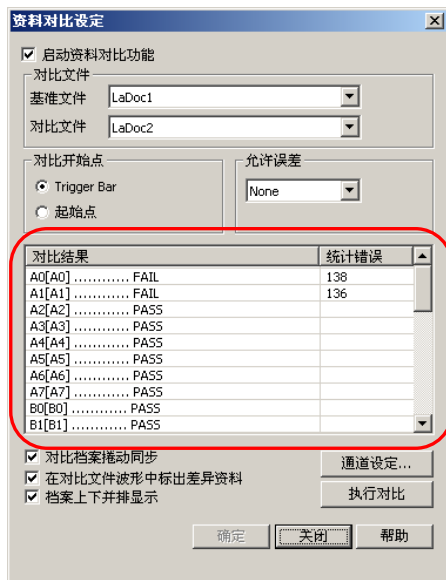 资料对比设定
启动资料对比功能
对比文件
基准文件 LaDoc1
对比文件 LaDoc2
对比开始点 允许误差
Trigger Bar None
起始点
对比结果 统计错误
A0[A0] ............ FAIL 138
A1[A1] ............ FAIL 136
A2[A2] ............ PASS
A3[A3] ............ PASS
A4[A4] ............ PASS
A5[A5] ............ PASS
A6[A6] ............ PASS
A7[A7] ............ PASS
B0[B0] ............ PASS
B1[B1] ............ PASS
对比档案捲动同步 通道设定...
在对比文件波形中标出差异资料
档案上下并排显示 执行对比
确定 关闭 帮助